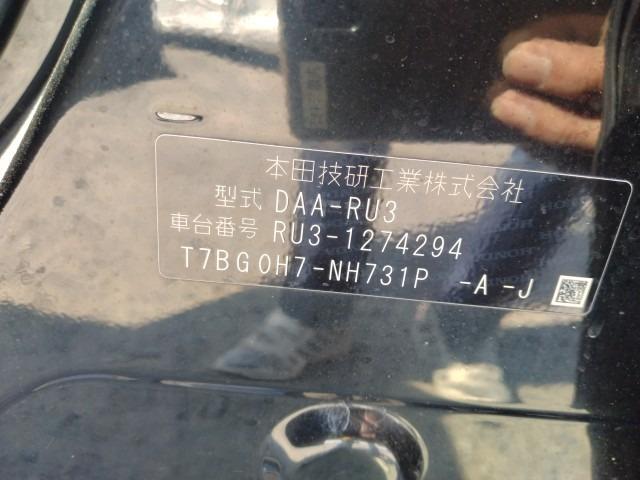 本田技研工業株式会社
型式 DAA-RU3
車台番号 RU3-1274294
T7BG0H7-NH731P -A -J